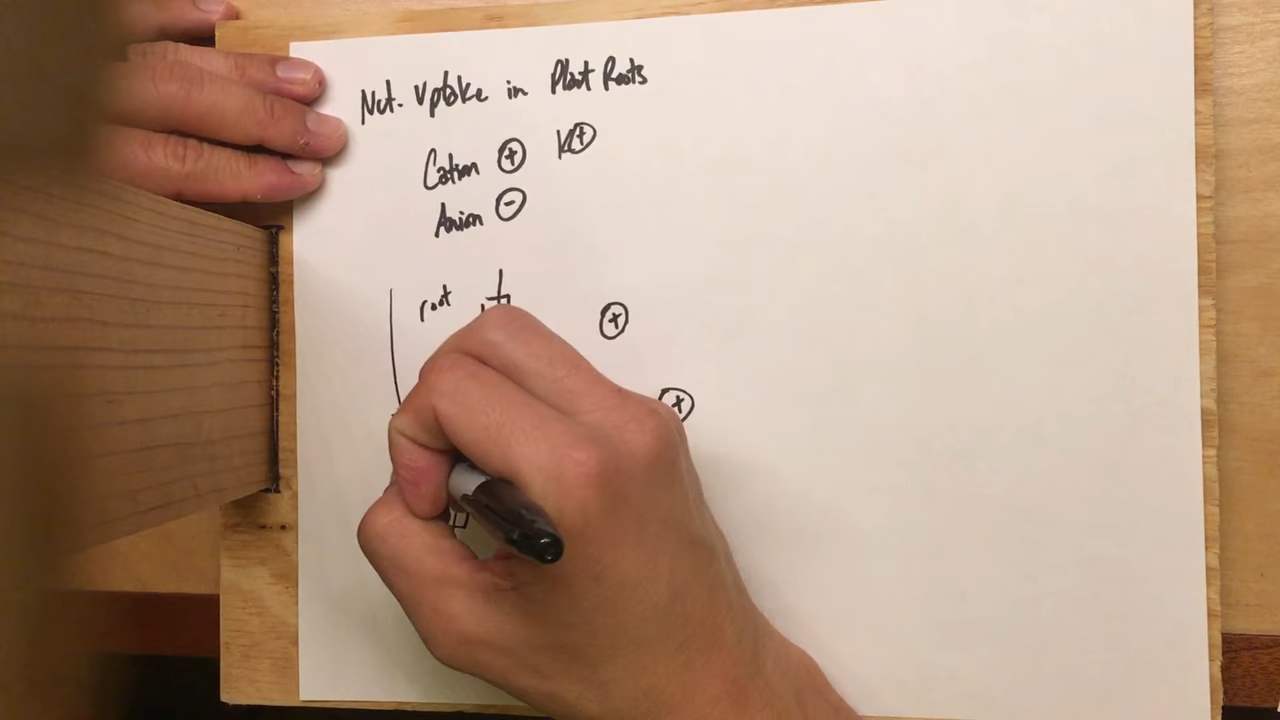 Nut. Uptake in Plant Roots
Cation + K+
Anion -
root +
+